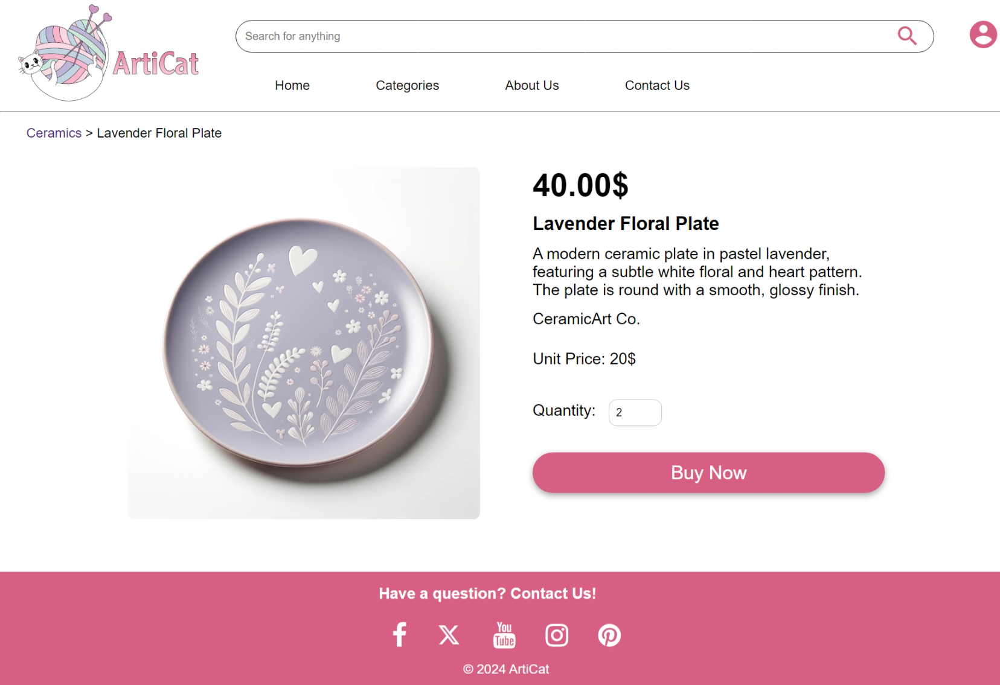 ArtiCat
Search for anything
Home Categories About Us Contact Us
Ceramics > Lavender Floral Plate
40.00$
Lavender Floral Plate
A modern ceramic plate in pastel lavender,
featuring a subtle white floral and heart pattern.
The plate is round with a smooth, glossy finish.
CeramicArt Co.
Unit Price: 20$
Quantity: 2
Buy Now
Have a question? Contact Us!
You
Tube
© 2024 ArtiCat